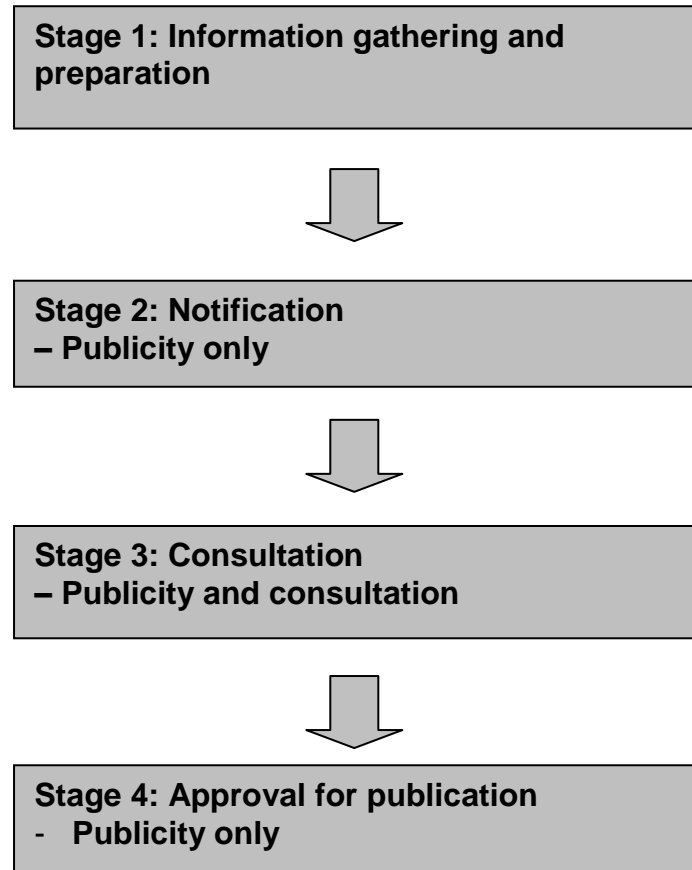 Stage 1: Information gathering and
preparation
Stage 2: Notification
– Publicity only
Stage 3: Consultation
– Publicity and consultation
Stage 4: Approval for publication
- Publicity only